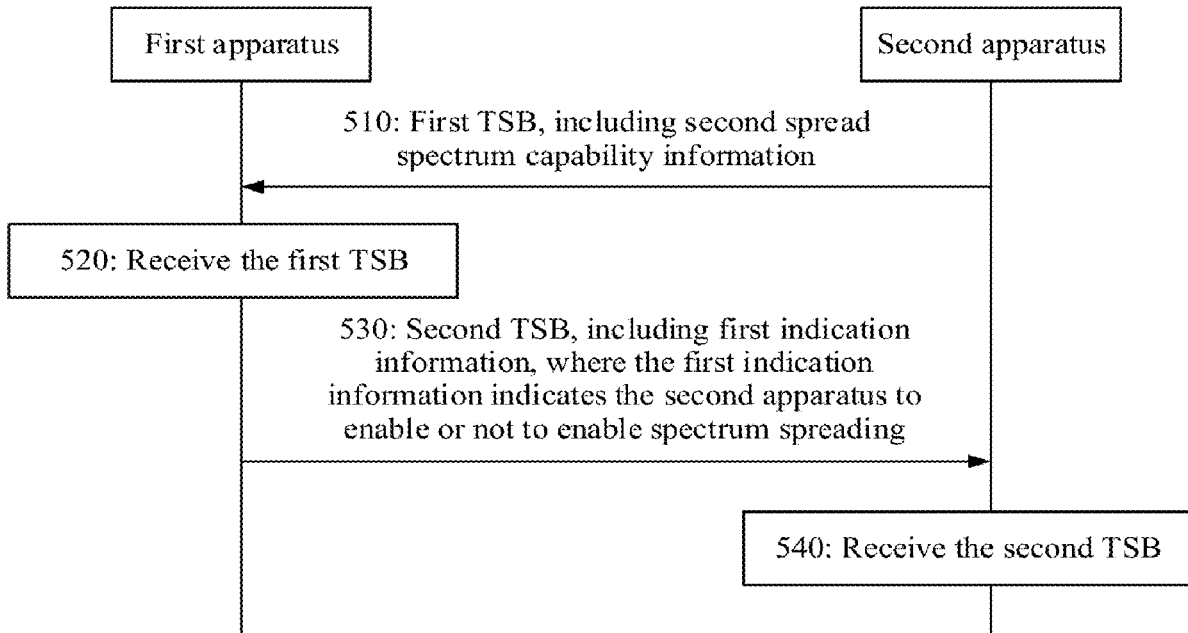 First apparatus
Second apparatus
510: First TSB, including second spread
spectrum capability information
520: Receive the first TSB
530: Second TSB, including first indication
information, where the first indication
information indicates the second apparatus to
enable or not to enable spectrum spreading
540: Receive the second TSB